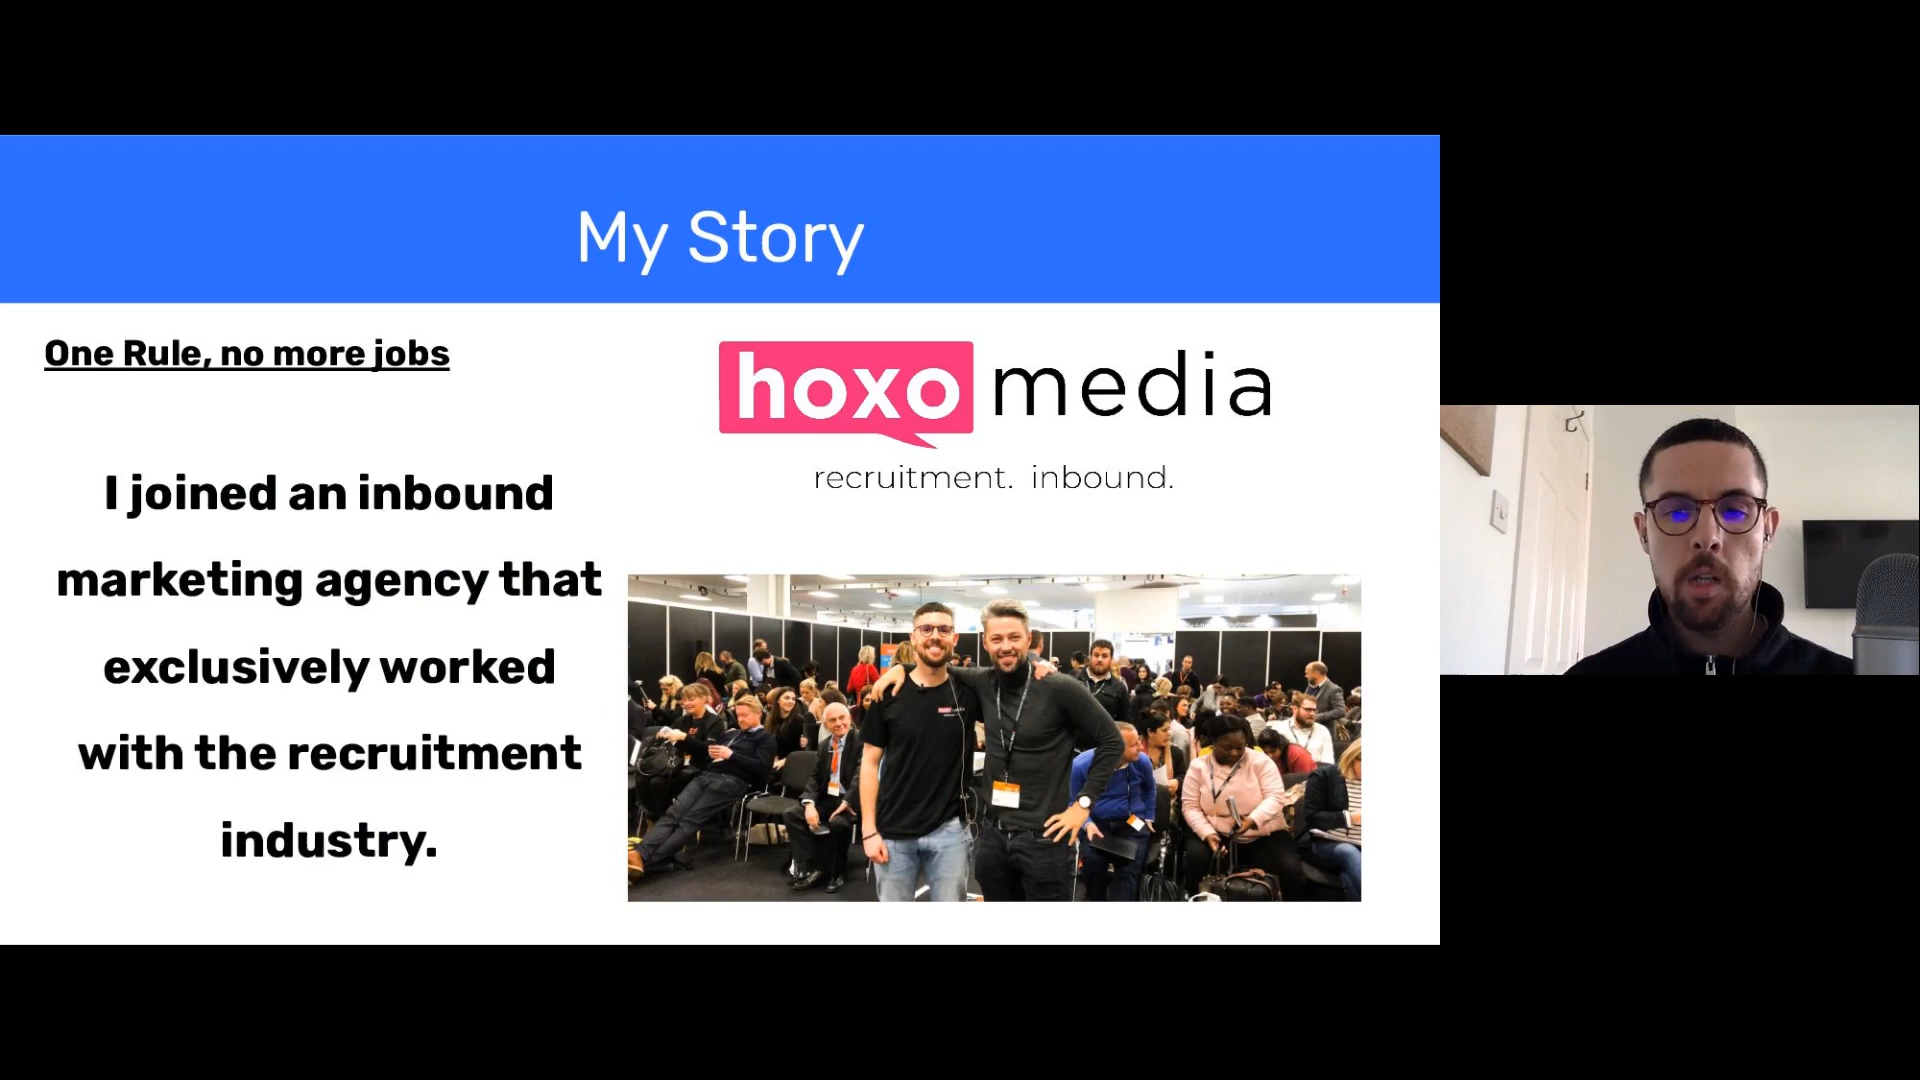 My Story
One Rule, no more jobs
I joined an inbound
marketing agency that
exclusively worked
with the recruitment
industry.
hoxo media
recruitment. inbound.